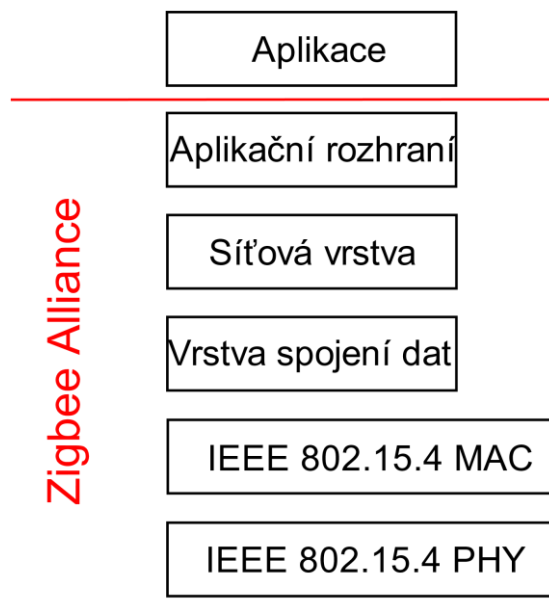 Aplikace
Aplikační rozhraní
Síťová vrstva
Vrstva spojení dat
IEEE 802.15.4 MAC
IEEE 802.15.4 PHY
Zigbee Alliance